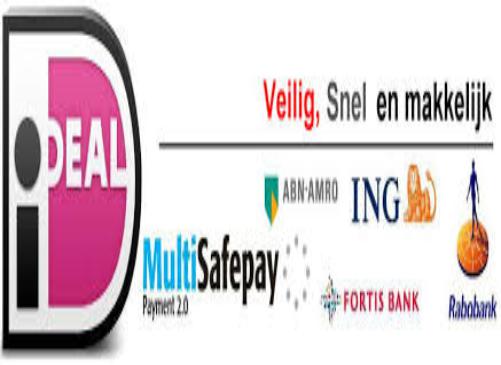 iDEAL
Veilig, Snel en makkelijk
ABN·AMRO
ING
MultiSafepay
Payment 2.0
FORTIS BANK
Rabobank